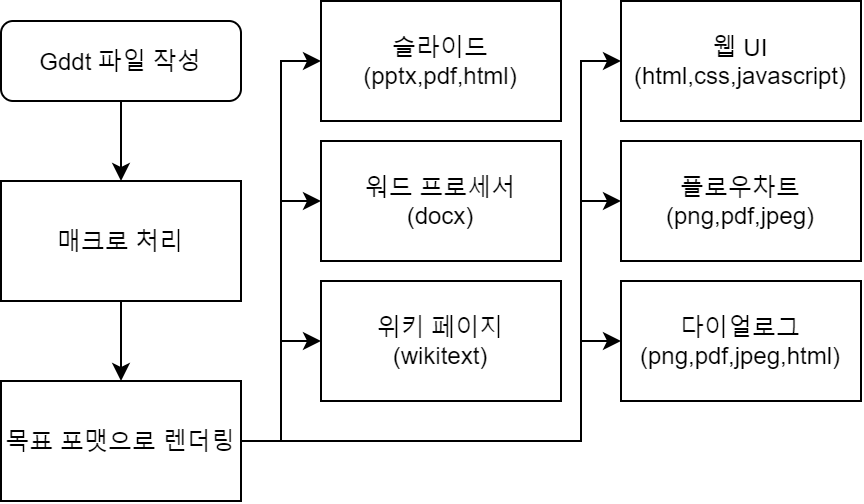 Gddt 파일 작성
매크로 처리
목표 포맷으로 렌더링
슬라이드
(pptx,pdf,html)
워드 프로세서
(docx)
위키 페이지
(wikitext)
웹 UI
(html,css,javascript)
플로우차트
(png,pdf,jpeg)
다이얼로그
(png,pdf,jpeg,html)